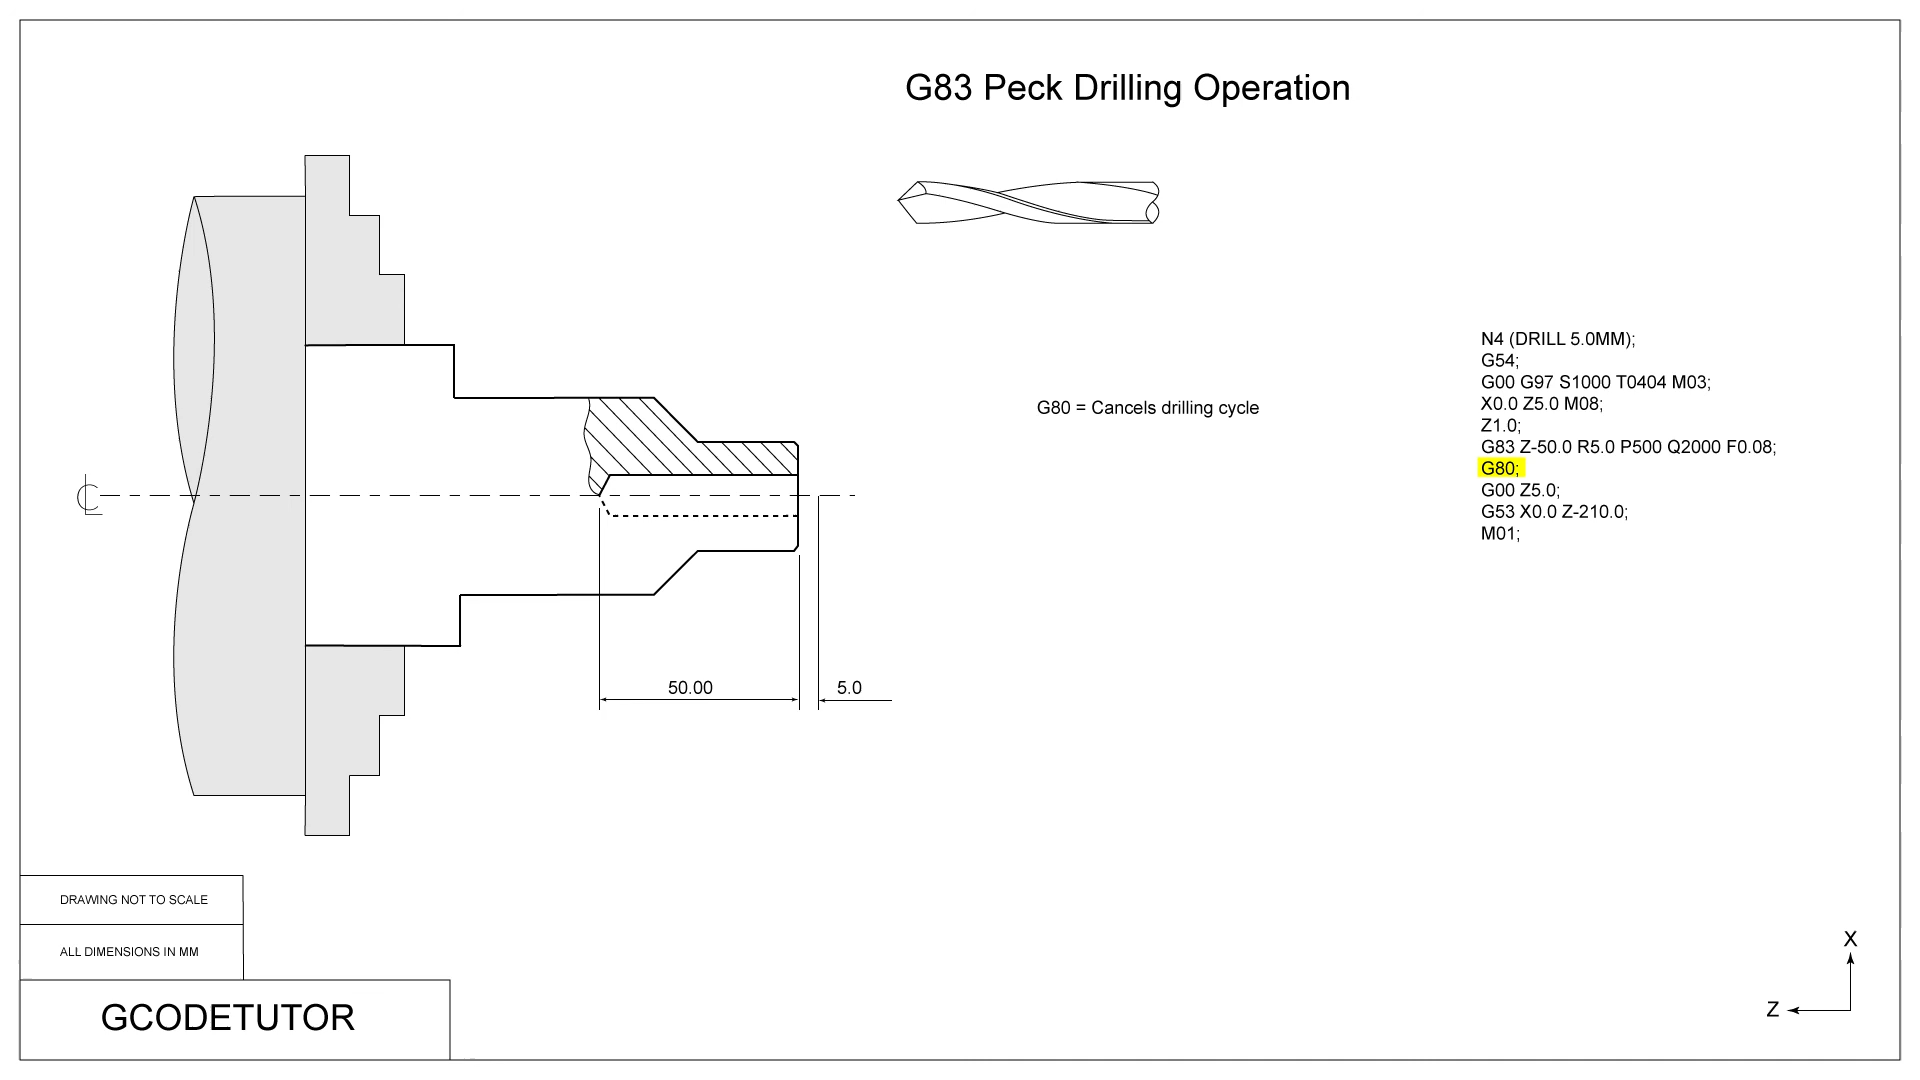 G83 Peck Drilling Operation
N4 (DRILL 5.0MM);
G54;
G00 G97 S1000 T0404 M03;
X0.0 Z5.0 M08;
Z1.0;
G83 Z-50.0 R5.0 P500 Q2000 F0.08;
G80;
G00 Z5.0;
G53 X0.0 Z-210.0;
M01;
G80 = Cancels drilling cycle
CL
50.00
5.0
DRAWING NOT TO SCALE
ALL DIMENSIONS IN MM
GCODETUTOR
X
Z